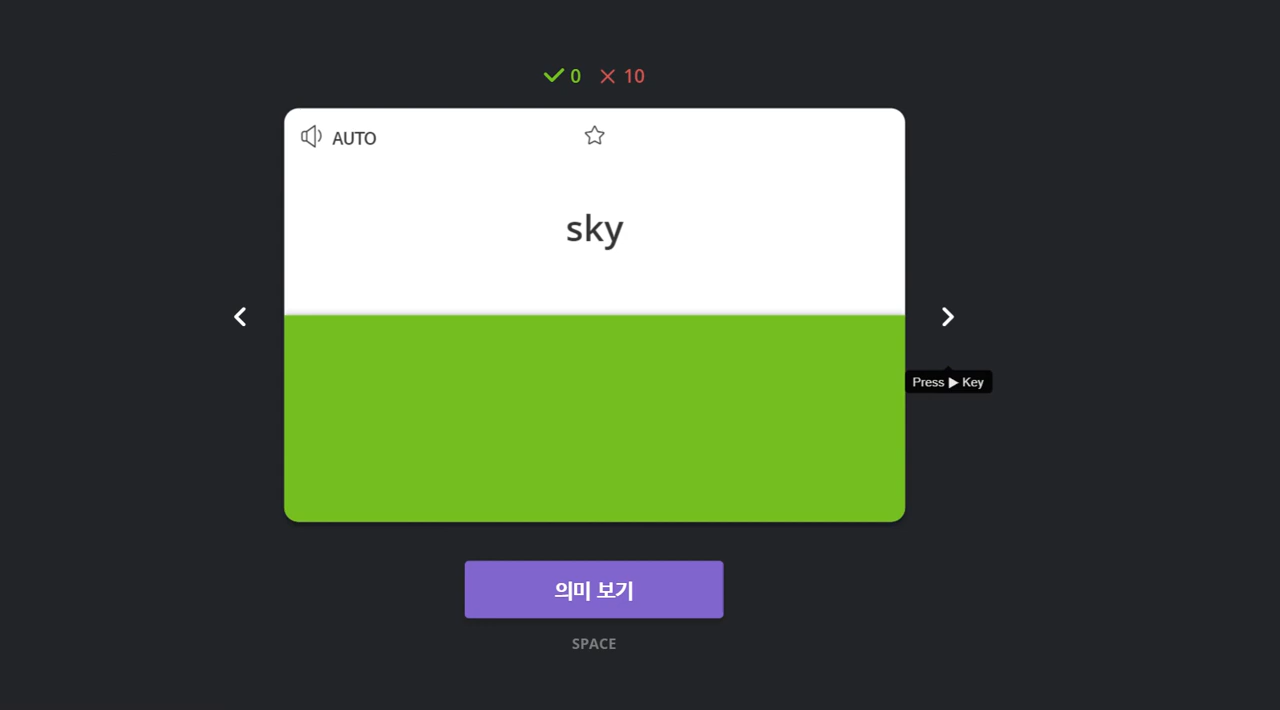 0 10
AUTO
sky
Press ▶ Key
의미 보기
SPACE